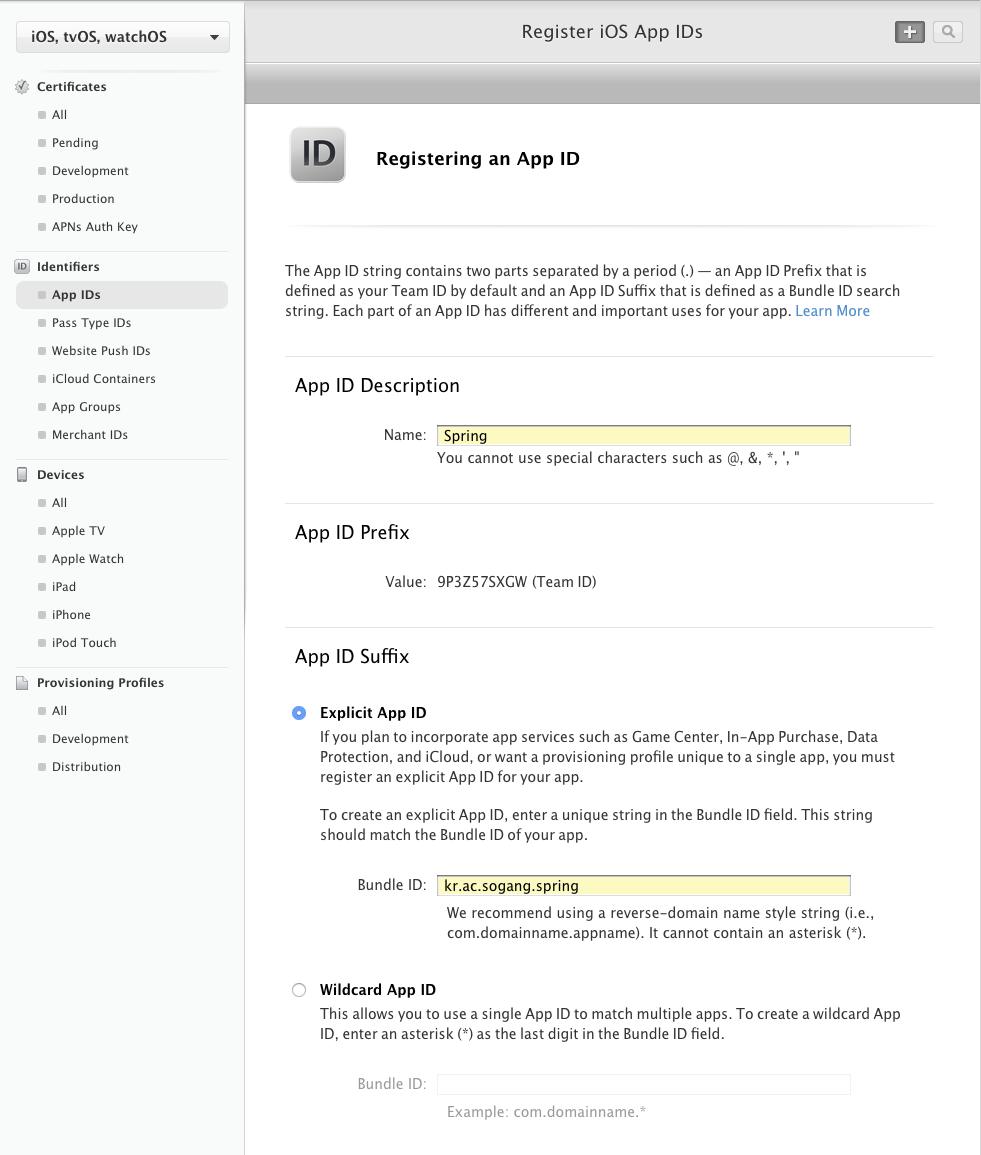 iOS, tvOS, watchOS
Certificates
All
Pending
Development
Production
APNs Auth Key
ID
Identifiers
App IDs
Pass Type IDs
Website Push IDs
iCloud Containers
App Groups
Merchant IDs
Devices
All
Apple TV
Apple Watch
iPad
iPhone
iPod Touch
Provisioning Profiles
All
Development
Distribution
Register iOS App IDs
ID
Registering an App ID
The App ID string contains two parts separated by a period (.) — an App ID Prefix that is
defined as your Team ID by default and an App ID Suffix that is defined as a Bundle ID search
string. Each part of an App ID has different and important uses for your app. Learn More
App ID Description
Name: Spring
You cannot use special characters such as @, &, *, ', "
App ID Prefix
Value: 9P3Z57SXGW (Team ID)
App ID Suffix
Explicit App ID
If you plan to incorporate app services such as Game Center, In-App Purchase, Data
Protection, and iCloud, or want a provisioning profile unique to a single app, you must
register an explicit App ID for your app.
To create an explicit App ID, enter a unique string in the Bundle ID field. This string
should match the Bundle ID of your app.
Bundle ID: kr.ac.sogang.spring
We recommend using a reverse-domain name style string (i.e.,
com.domainname.appname). It cannot contain an asterisk (*).
Wildcard App ID
This allows you to use a single App ID to match multiple apps. To create a wildcard App
ID, enter an asterisk (*) as the last digit in the Bundle ID field.
Bundle ID:
Example: com.domainname.*